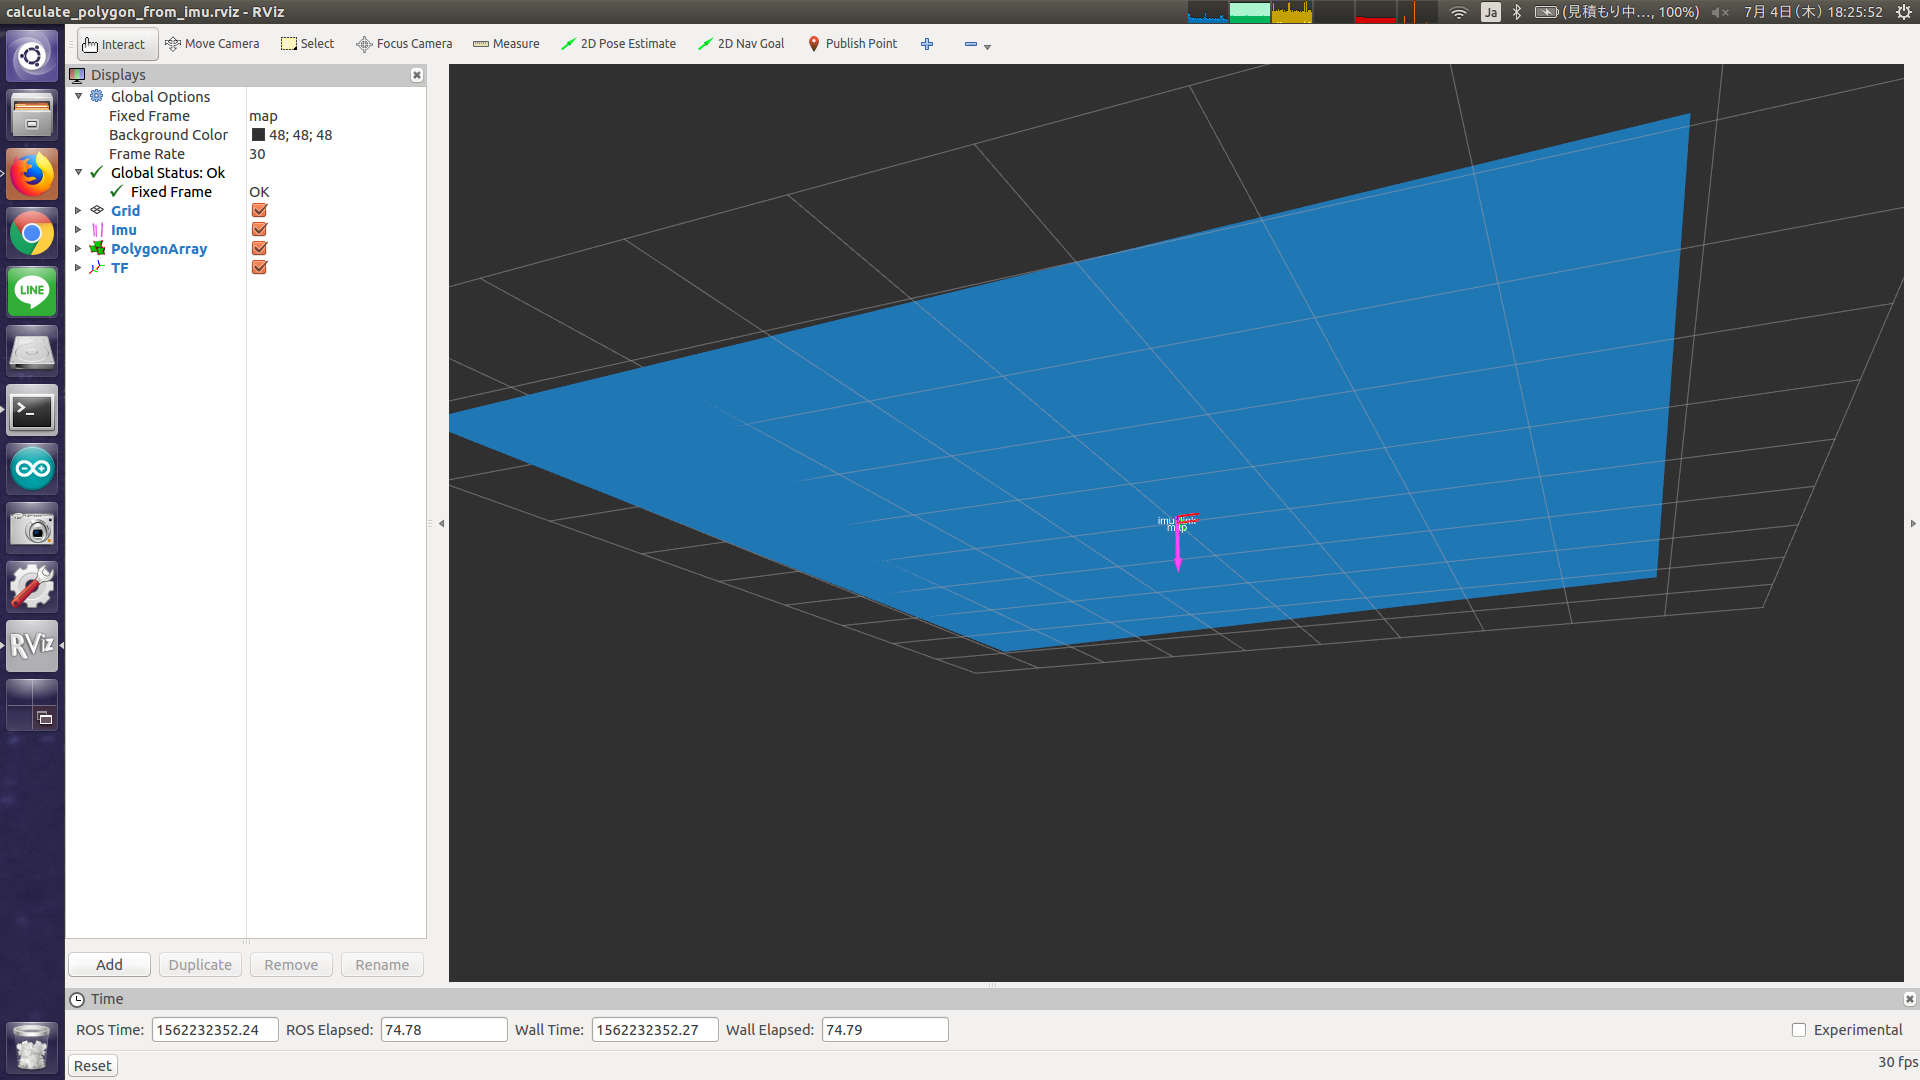 calculate_polygon_from_imu.rviz - RViz
Ja (見積もり中..., 100%) 7月 4日(木) 18:25:52
Interact Move Camera Select Focus Camera Measure 2D Pose Estimate 2D Nav Goal Publish Point
Displays
Global Options
Fixed Frame map
Background Color 48; 48; 48
Frame Rate 30
Global Status: Ok
Fixed Frame OK
Grid
Imu
PolygonArray
TF
LINE
RViz
map
Add Duplicate Remove Rename
Time
ROS Time: 1562232352.24 ROS Elapsed: 74.78 Wall Time: 1562232352.27 Wall Elapsed: 74.79 Experimental
Reset 30 fps